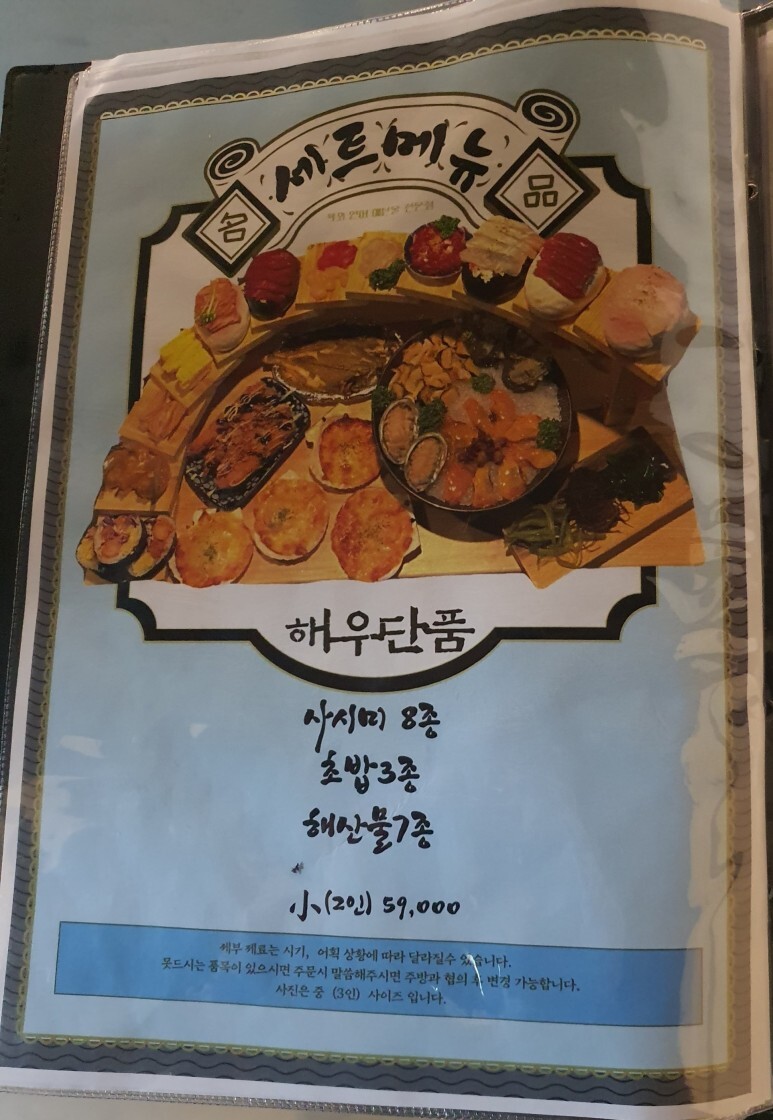 세트메뉴
名 品
해우단품
사시미 8종
초밥3종
해산물7종
小(2인) 59,000
세부 재료는 시기, 어획 상황에 따라 달라질수 있습니다.
못드시는 품목이 있으시면 주문시 말씀해주시면 주방과 협의 후 변경 가능합니다.
사진은 중 (3인) 사이즈 입니다.